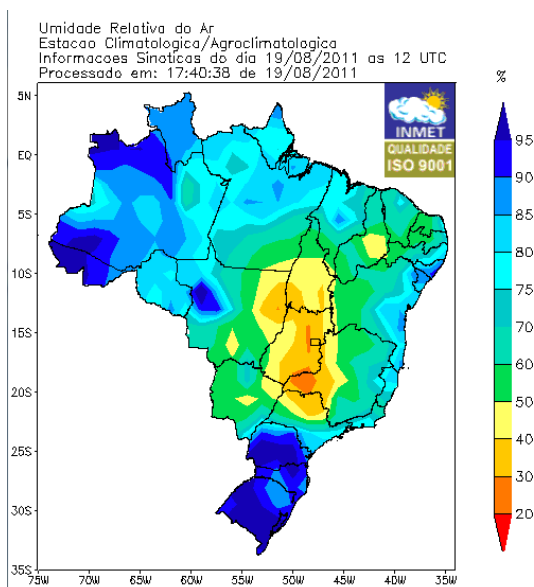 Umidade Relativa do Ar
Estacao Climatologica/Agroclimatologica
Informacoes Sinoticas do dia 19/08/2011 as 12 UTC
Processado em: 17:40:38 de 19/08/2011
%
INMET
QUALIDADE
ISO 9001
5N
EQ
5S
10S
15S
20S
25S
30S
35S
75W 70W 65W 60W 55W 50W 45W 40W 35W
95
90
85
80
75
70
60
50
40
30
20